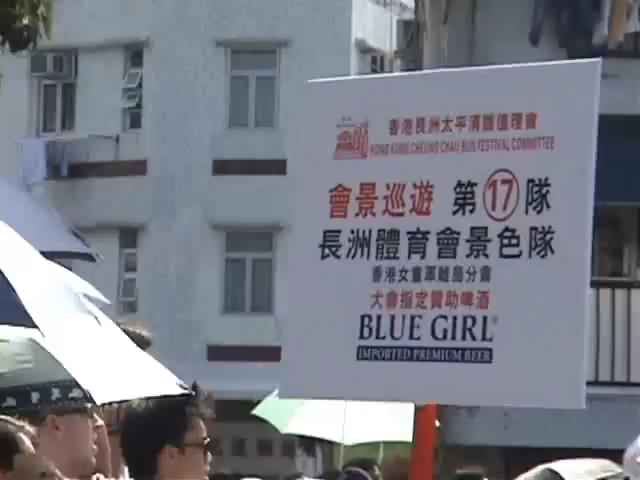 香港長洲太平清醮值理會
HONG KONG CHEUNG CHAU BUN FESTIVAL COMMITTEE
會景巡遊 第17隊
長洲體育會景色隊
香港女童軍離島分會
大會指定贊助啤酒
BLUE GIRL®
IMPORTED PREMIUM BEER